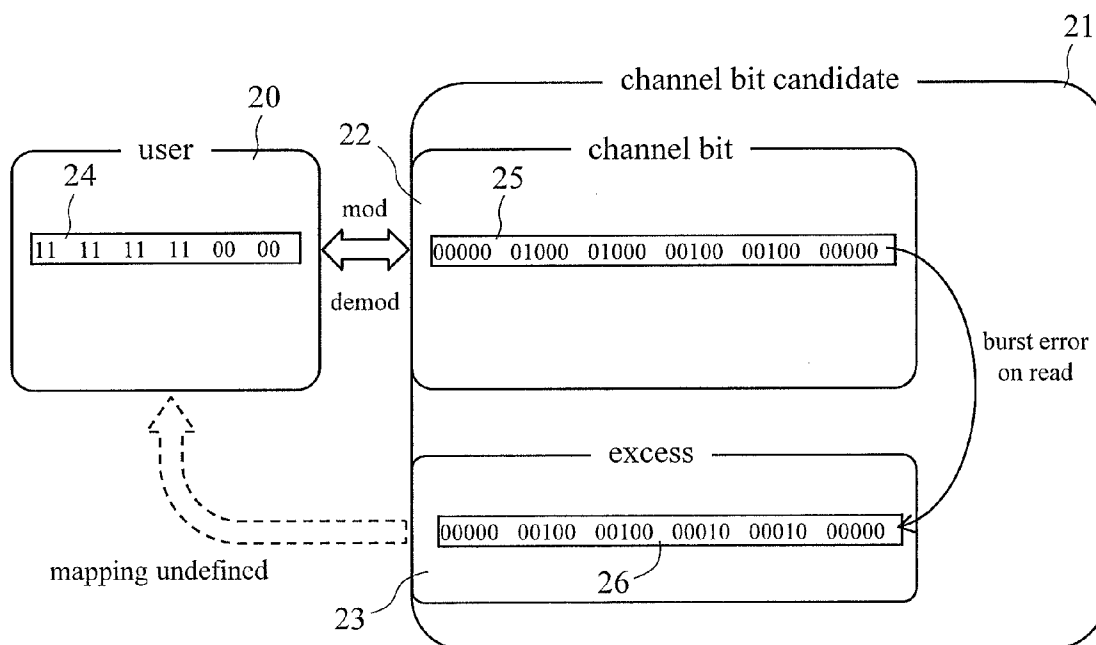 21
channel bit candidate
20
user
22
channel bit
24
25
mod
11 11 11 11 00 00
00000 01000 01000 00100 00100 00000
demod
burst error
on read
excess
00000 00100 00100 00010 00010 00000
mapping undefined
26
23